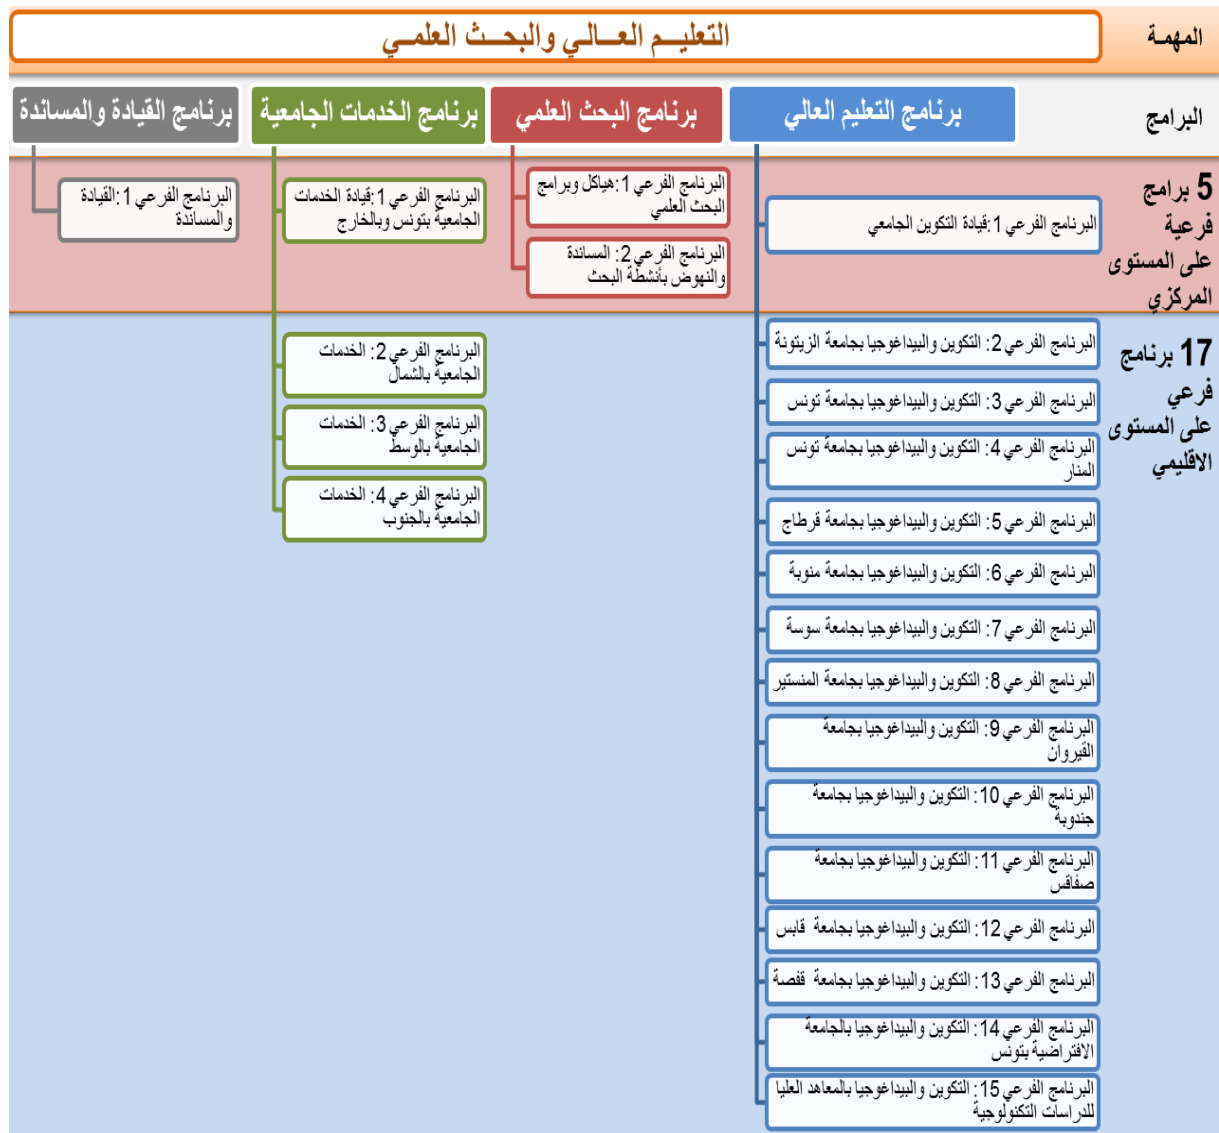 المهمة
التعليـــم العـــالي والبحـــث العلمـــي
البرامج
برنامج التعليم العالي
برنامج البحث العلمي
برنامج الخدمات الجامعية
برنامج القيادة والمساندة
5 برامج
فرعية
على المستوى
المركزي
البرنامج الفرعي 1:قيادة التكوين الجامعي
البرنامج الفرعي 1:هياكل وبرامج
البحث العلمي
البرنامج الفرعي 2: المساندة
والنهوض بأنشطة البحث
البرنامج الفرعي 1:قيادة الخدمات
الجامعية بتونس وبالخارج
البرنامج الفرعي 1:القيادة
والمساندة
17 برنامج
فرعي
على المستوى
الاقليمي
البرنامج الفرعي 2: التكوين والبيداغوجيا بجامعة الزيتونة
البرنامج الفرعي 3: التكوين والبيداغوجيا بجامعة تونس
البرنامج الفرعي 4: التكوين والبيداغوجيا بجامعة تونس
المنار
البرنامج الفرعي 5: التكوين والبيداغوجيا بجامعة قرطاج
البرنامج الفرعي 6: التكوين والبيداغوجيا بجامعة منوبة
البرنامج الفرعي 7: التكوين والبيداغوجيا بجامعة سوسة
البرنامج الفرعي 8: التكوين والبيداغوجيا بجامعة المنستير
البرنامج الفرعي 9: التكوين والبيداغوجيا بجامعة
القيروان
البرنامج الفرعي 10: التكوين والبيداغوجيا بجامعة
جندوبة
البرنامج الفرعي 11: التكوين والبيداغوجيا بجامعة
صفاقس
البرنامج الفرعي 12: التكوين والبيداغوجيا بجامعة قابس
البرنامج الفرعي 13: التكوين والبيداغوجيا بجامعة قفصة
البرنامج الفرعي 14: التكوين والبيداغوجيا بالجامعة
الافتراضية بتونس
البرنامج الفرعي 15: التكوين والبيداغوجيا بالمعاهد العليا
للدراسات التكنولوجية
البرنامج الفرعي 2: الخدمات
الجامعية بالشمال
البرنامج الفرعي 3: الخدمات
الجامعية بالوسط
البرنامج الفرعي 4: الخدمات
الجامعية بالجنوب